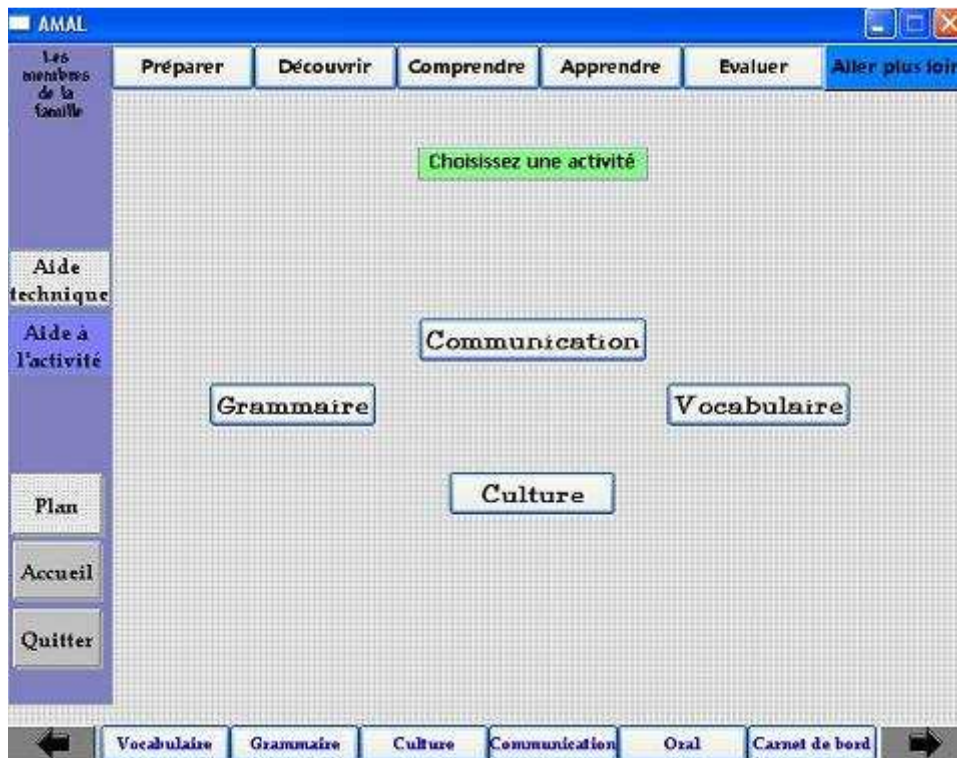 AMAL
Les
membres
de la
famille
Préparer Découvrir Comprendre Apprendre Evaluer Aller plus loin
Choisissez une activité
Aide
technique
Aide à
l'activité
Communication
Grammaire Vocabulaire
Culture
Plan
Accueil
Quitter
Vocabulaire Grammaire Culture Communication Oral Carnet de bord